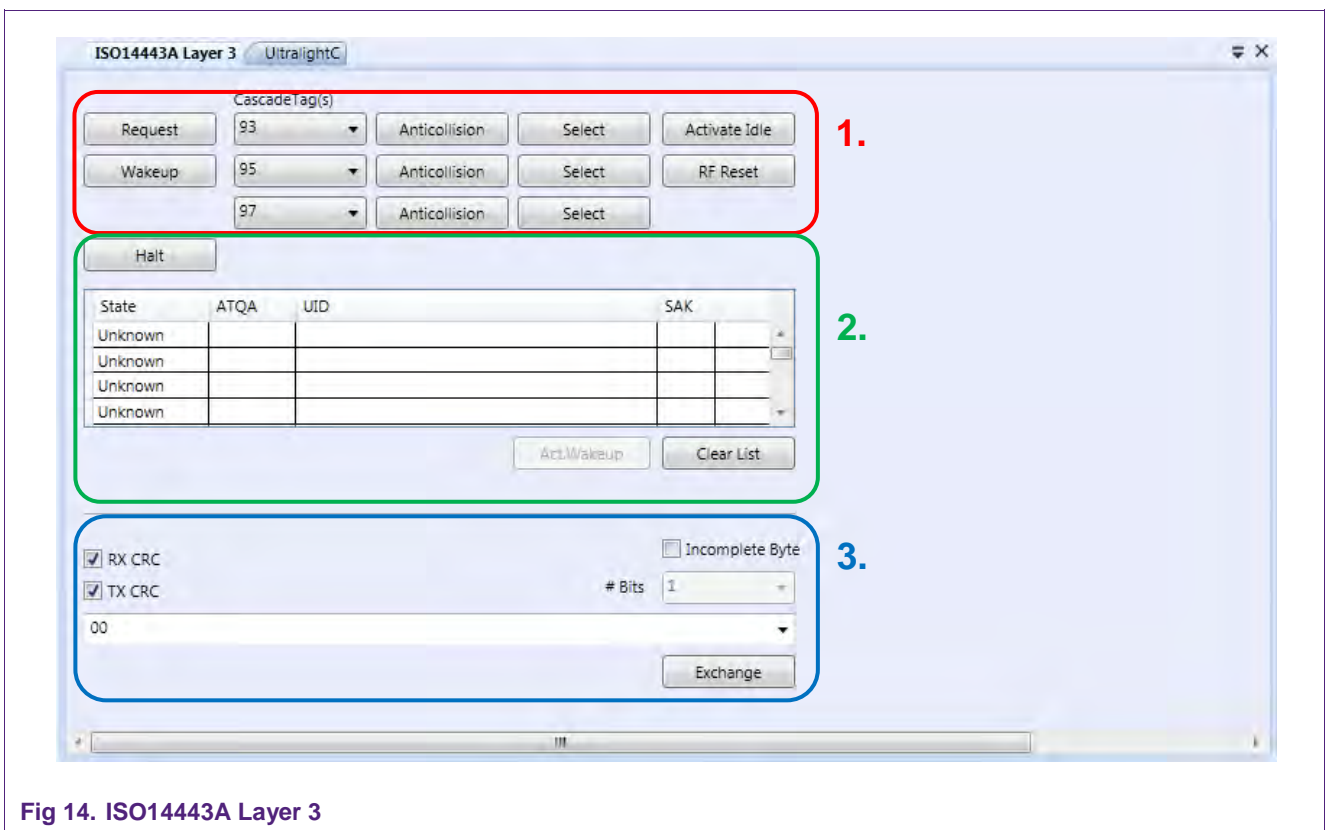 ISO14443A Layer 3 UltralightC
CascadeTag(s)
Request 93 Anticollision Select Activate Idle
1.
Wakeup 95 Anticollision Select RF Reset
97 Anticollision Select
Halt
State ATQA UID SAK
2.
Unknown
Unknown
Unknown
Unknown
Act.Wakeup Clear List
Incomplete Byte
3.
RX CRC
# Bits 1
TX CRC
00
Exchange
Fig 14. ISO14443A Layer 3